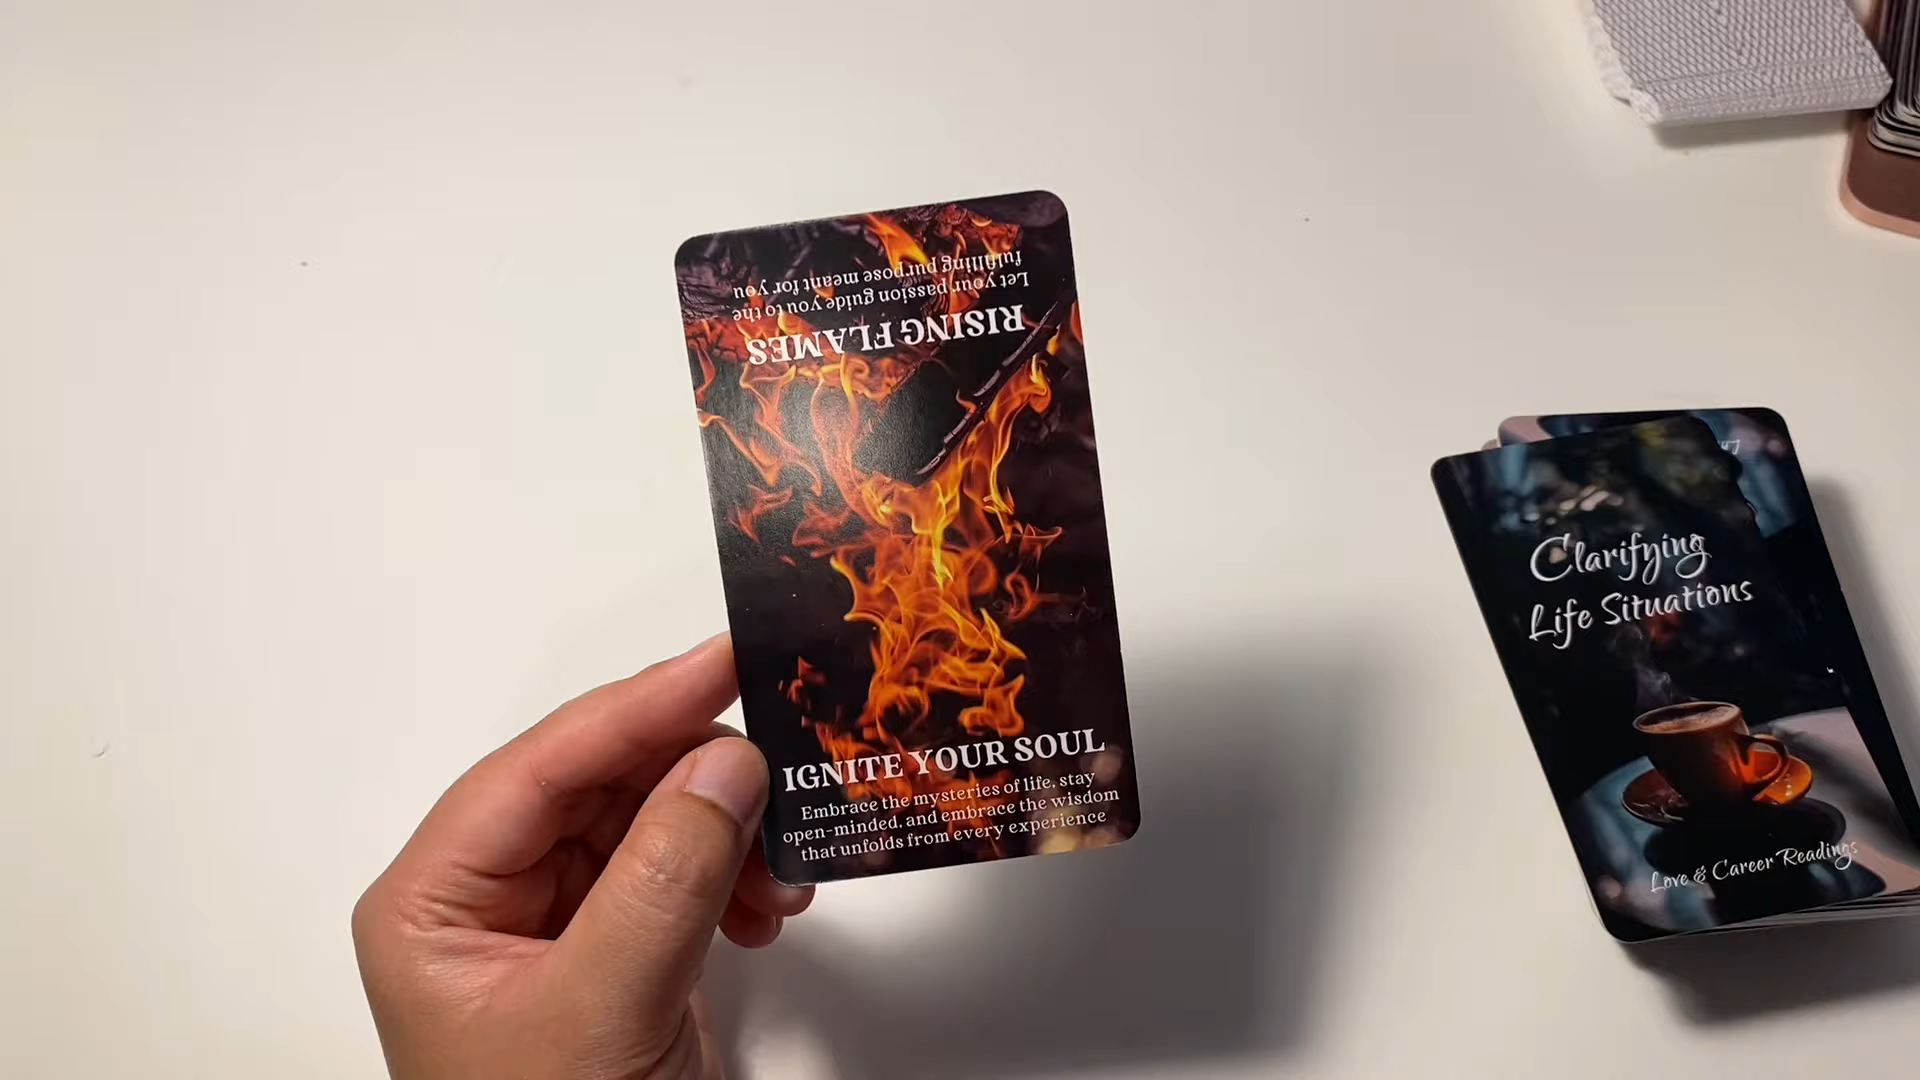 Let your passion guide you to the
fulfilling purpose meant for you
RISING FLAMES
IGNITE YOUR SOUL
Embrace the mysteries of life, stay
open-minded, and embrace the wisdom
that unfolds from every experience
Clarifying
Life Situations
Love & Career Readings